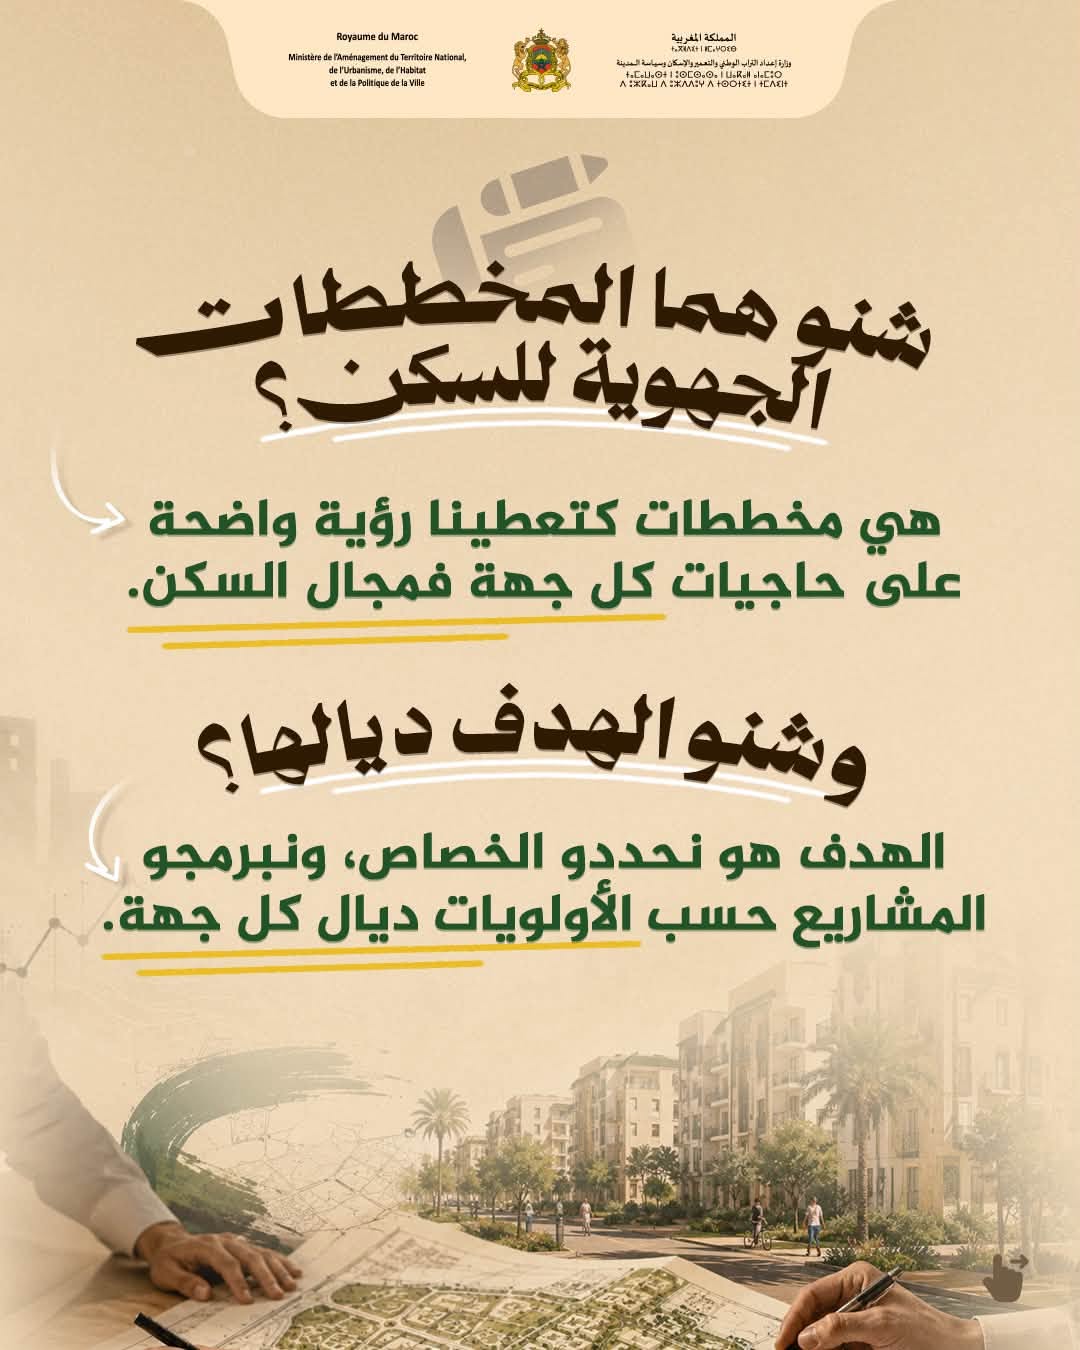 Royaume du Maroc
Ministère de l'Aménagement du Territoire National,
de l'Urbanisme, de l'Habitat
et de la Politique de la Ville
المملكة المغربية
ⵜⴰⴳⵍⴷⵉⵜ ⵏ ⵍⵎⵖⵔⵉⴱ
وزارة إعداد التراب الوطني والتعمير والإسكان وسياسة المدينة
شنو هما المخططات
الجهوية للسكن؟
هي مخططات كتعطينا رؤية واضحة
على حاجيات كل جهة فمجال السكن.
وشنو الهدف ديالها؟
الهدف هو نحددو الخصاص، ونبرمجو
المشاريع حسب الأولويات ديال كل جهة.